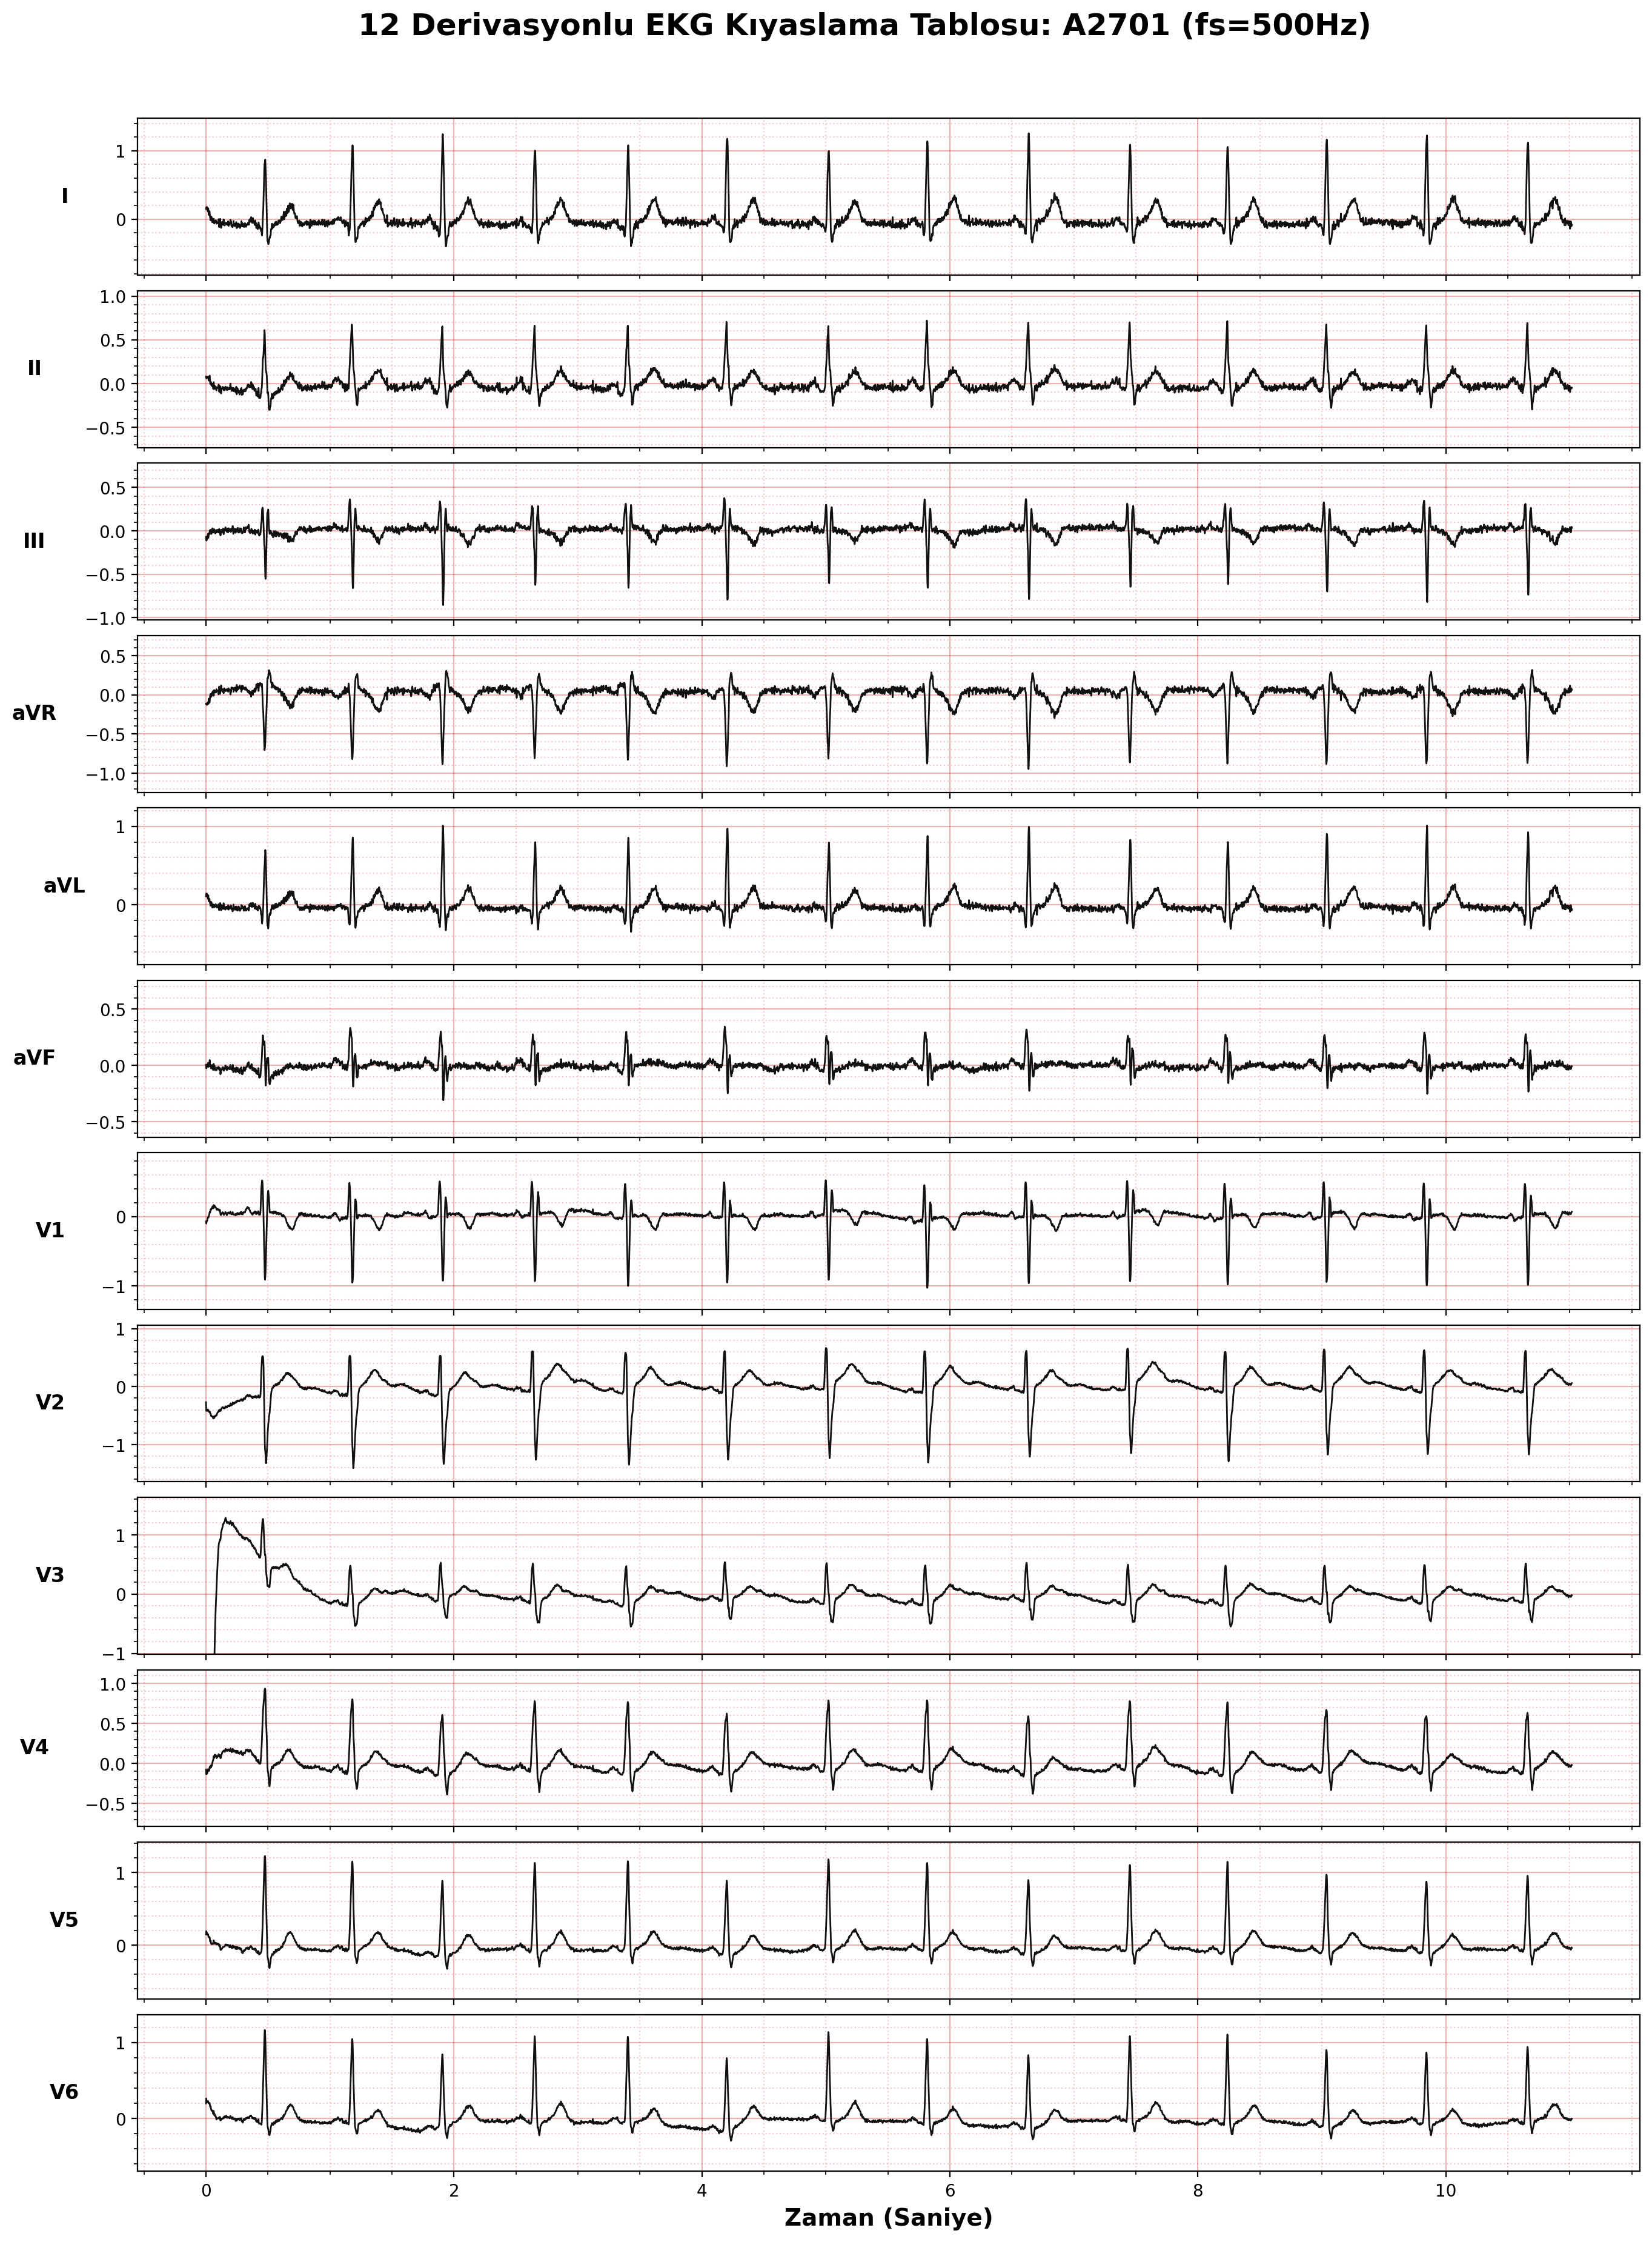 12 Derivasyonlu EKG Kıyaslama Tablosu: A2701 (fs=500Hz)
1
0
I
1.0
0.5
0.0
−0.5
II
0.5
0.0
−0.5
−1.0
III
0.5
0.0
−0.5
−1.0
aVR
1
0
aVL
0.5
0.0
−0.5
aVF
0
−1
V1
1
0
−1
V2
1
0
−1
V3
1.0
0.5
0.0
−0.5
V4
1
0
V5
1
0
V6
0 2 4 6 8 10
Zaman (Saniye)